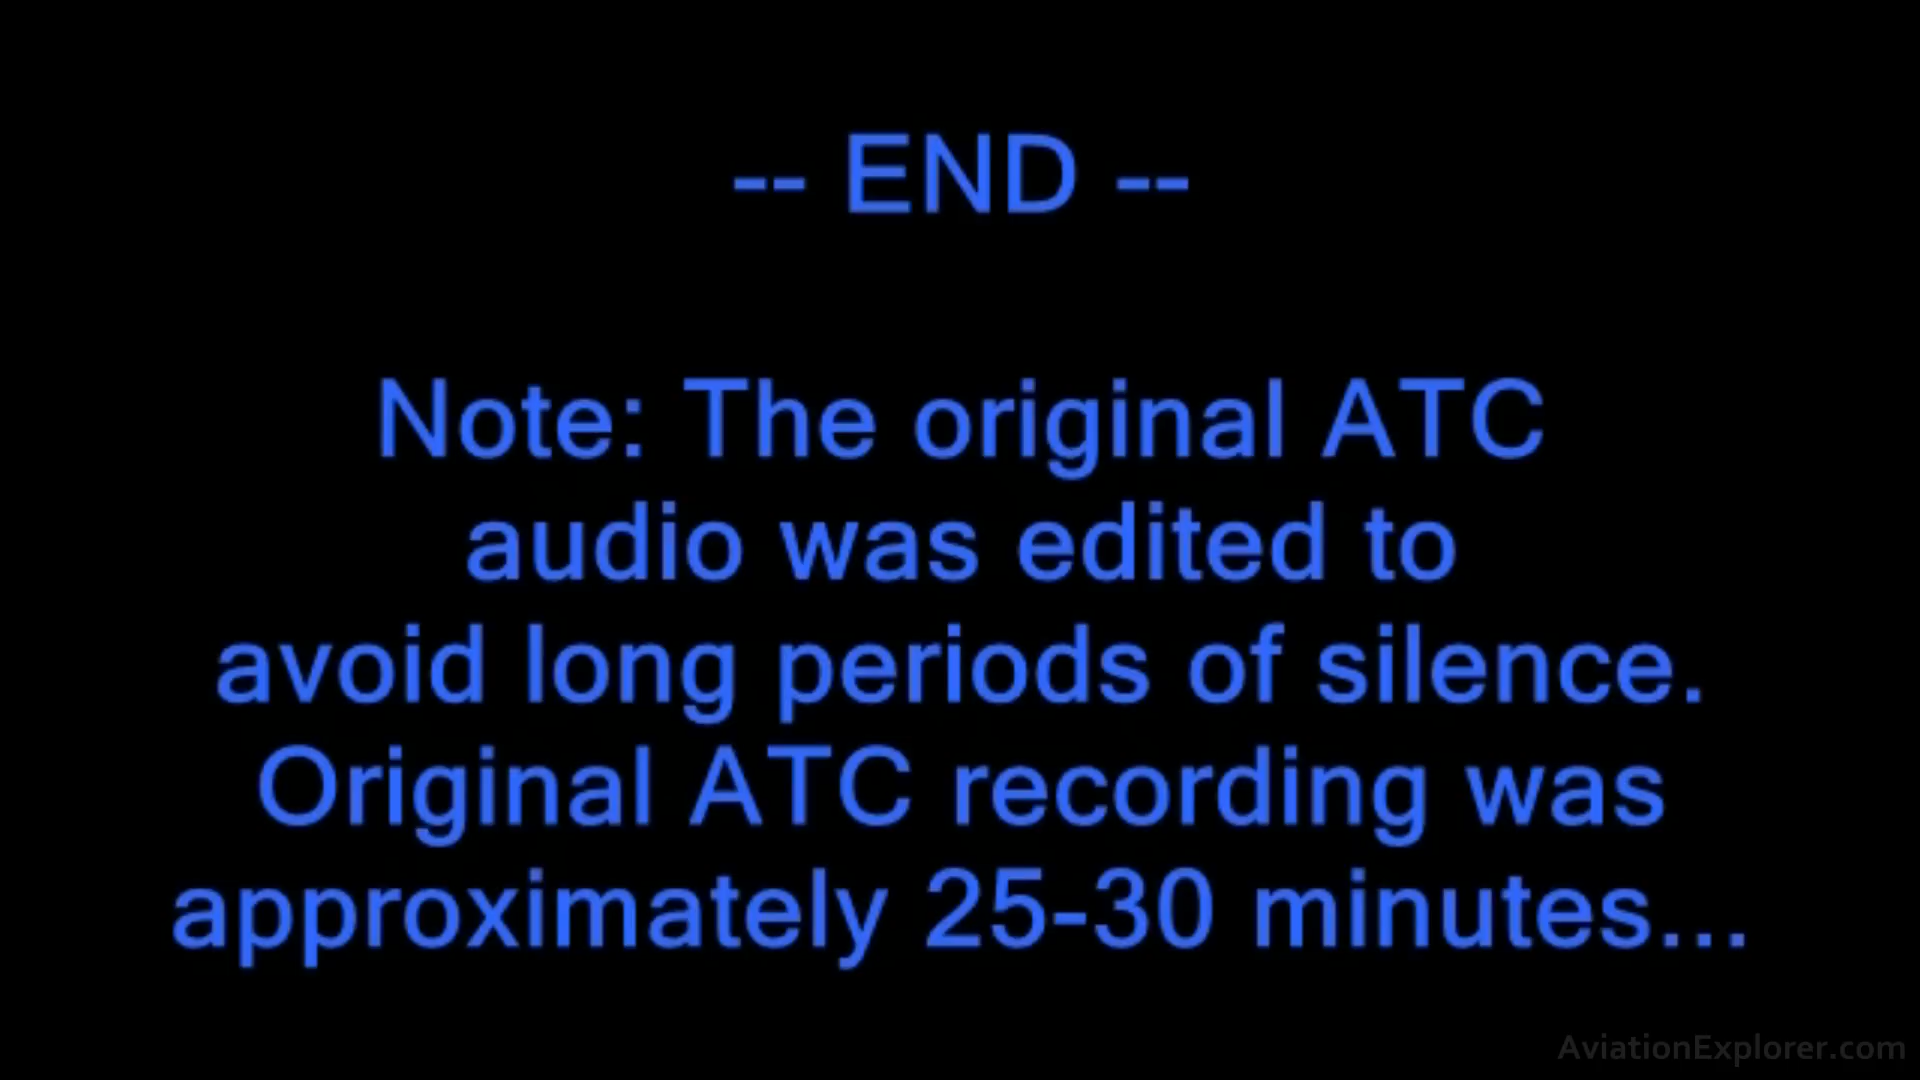 -- END --
Note: The original ATC
audio was edited to
avoid long periods of silence.
Original ATC recording was
approximately 25-30 minutes...
AviationExplorer.com